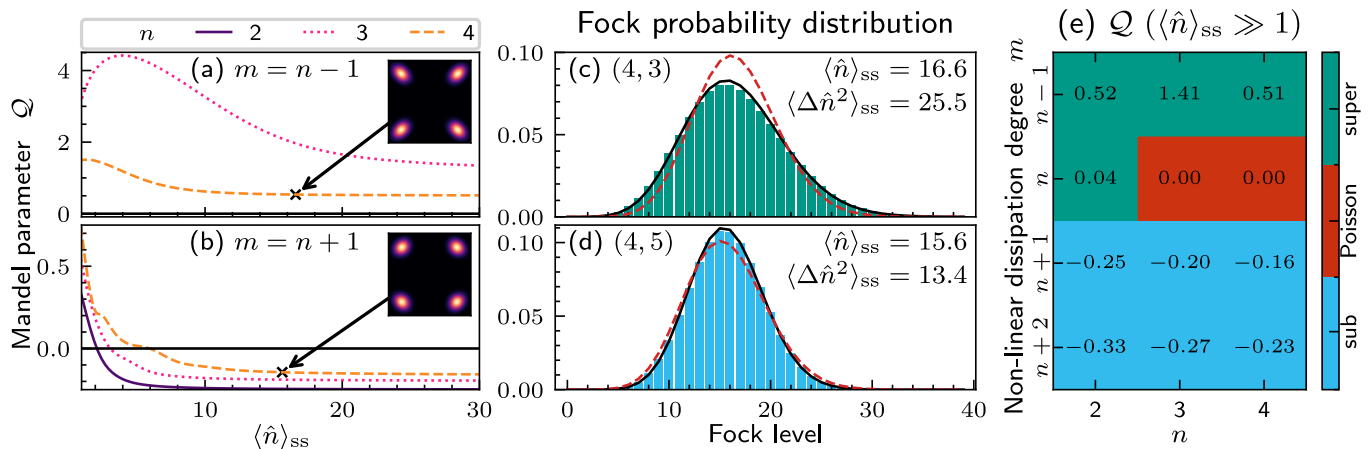 n 2 3 4
Fock probability distribution
(e) 𝒬 (⟨n̂⟩ss ≫ 1)
Mandel parameter 𝒬
(a) m = n − 1
4
2
0
(b) m = n + 1
0.5
0.0
10 20 30
⟨n̂⟩ss
(c) (4, 3)
⟨n̂⟩ss = 16.6
⟨Δn̂²⟩ss = 25.5
0.10
0.05
0.00
(d) (4, 5)
⟨n̂⟩ss = 15.6
⟨Δn̂²⟩ss = 13.4
0.10
0.05
0.00
0 10 20 30 40
Fock level
Non-linear dissipation degree m
n − 1
0.52 1.41 0.51
n
0.04 0.00 0.00
n + 1
−0.25 −0.20 −0.16
n + 2
−0.33 −0.27 −0.23
2 3 4
n
super
Poisson
sub